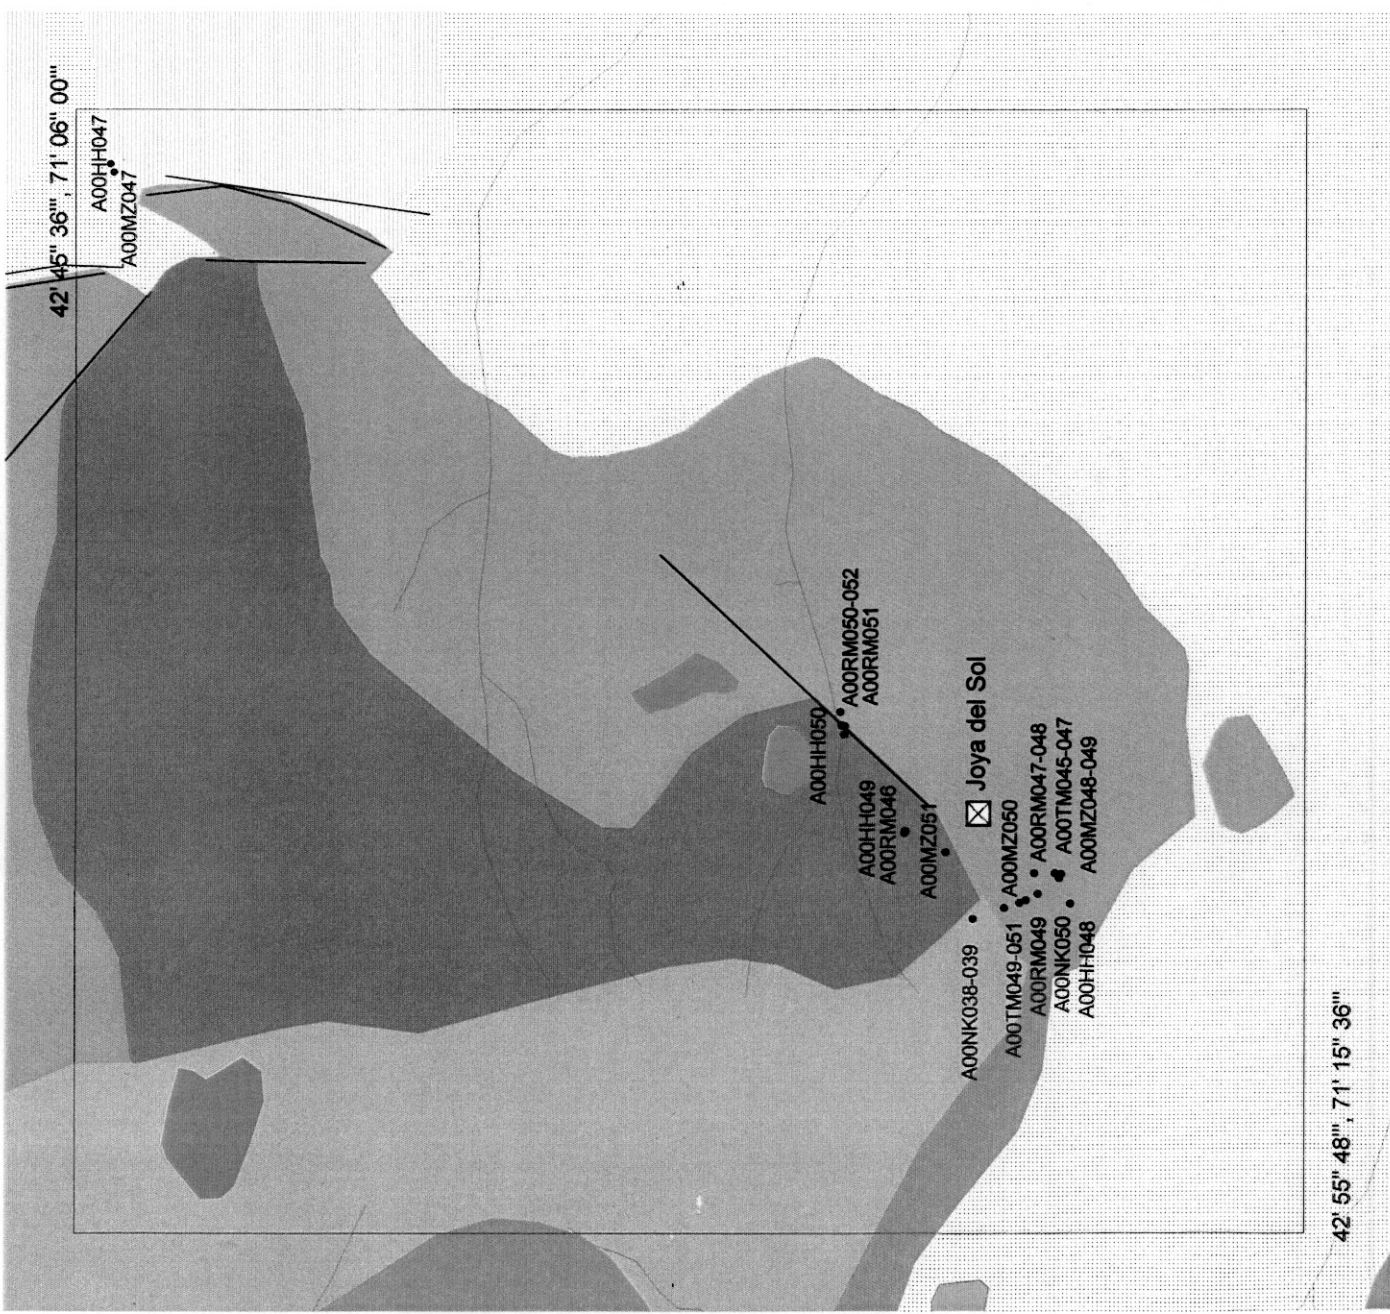 42' 45" 36"', 71' 06" 00"'
A00HH047
A00MZ047
A00RM050-052
A00RM051
A00HH050
A00HH049
A00RM046
A00MZ051
Joya del Sol
A00MZ050
A00RM047-048
A00TM045-047
A00MZ048-049
A00NK038-039
A00TM049-051
A00RM049
A00NK050
A00HH048
42' 55" 48"', 71' 15" 36"'